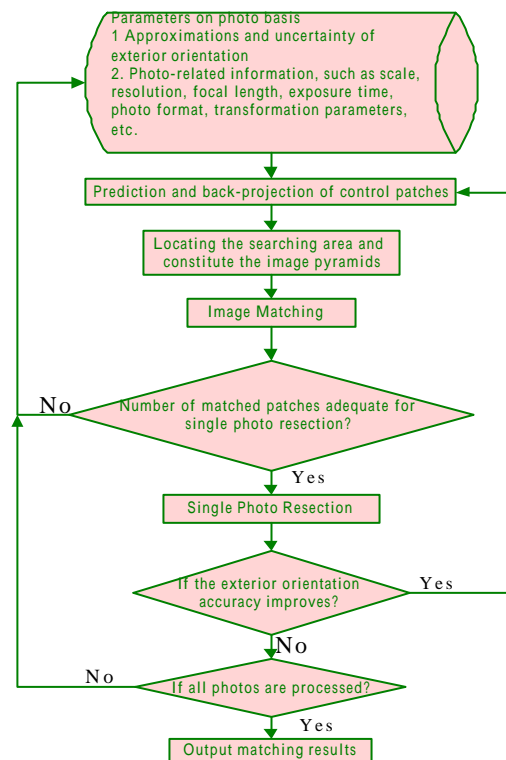 Parameters on photo basis
1 Approximations and uncertainty of
exterior orientation
2. Photo-related information, such as scale,
resolution, focal length, exposure time,
photo format, transformation parameters,
etc.
Prediction and back-projection of control patches
Locating the searching area and
constitute the image pyramids
Image Matching
No
Number of matched patches adequate for
single photo resection?
Yes
Single Photo Resection
If the exterior orientation
accuracy improves?
Yes
No
No
If all photos are processed?
Yes
Output matching results